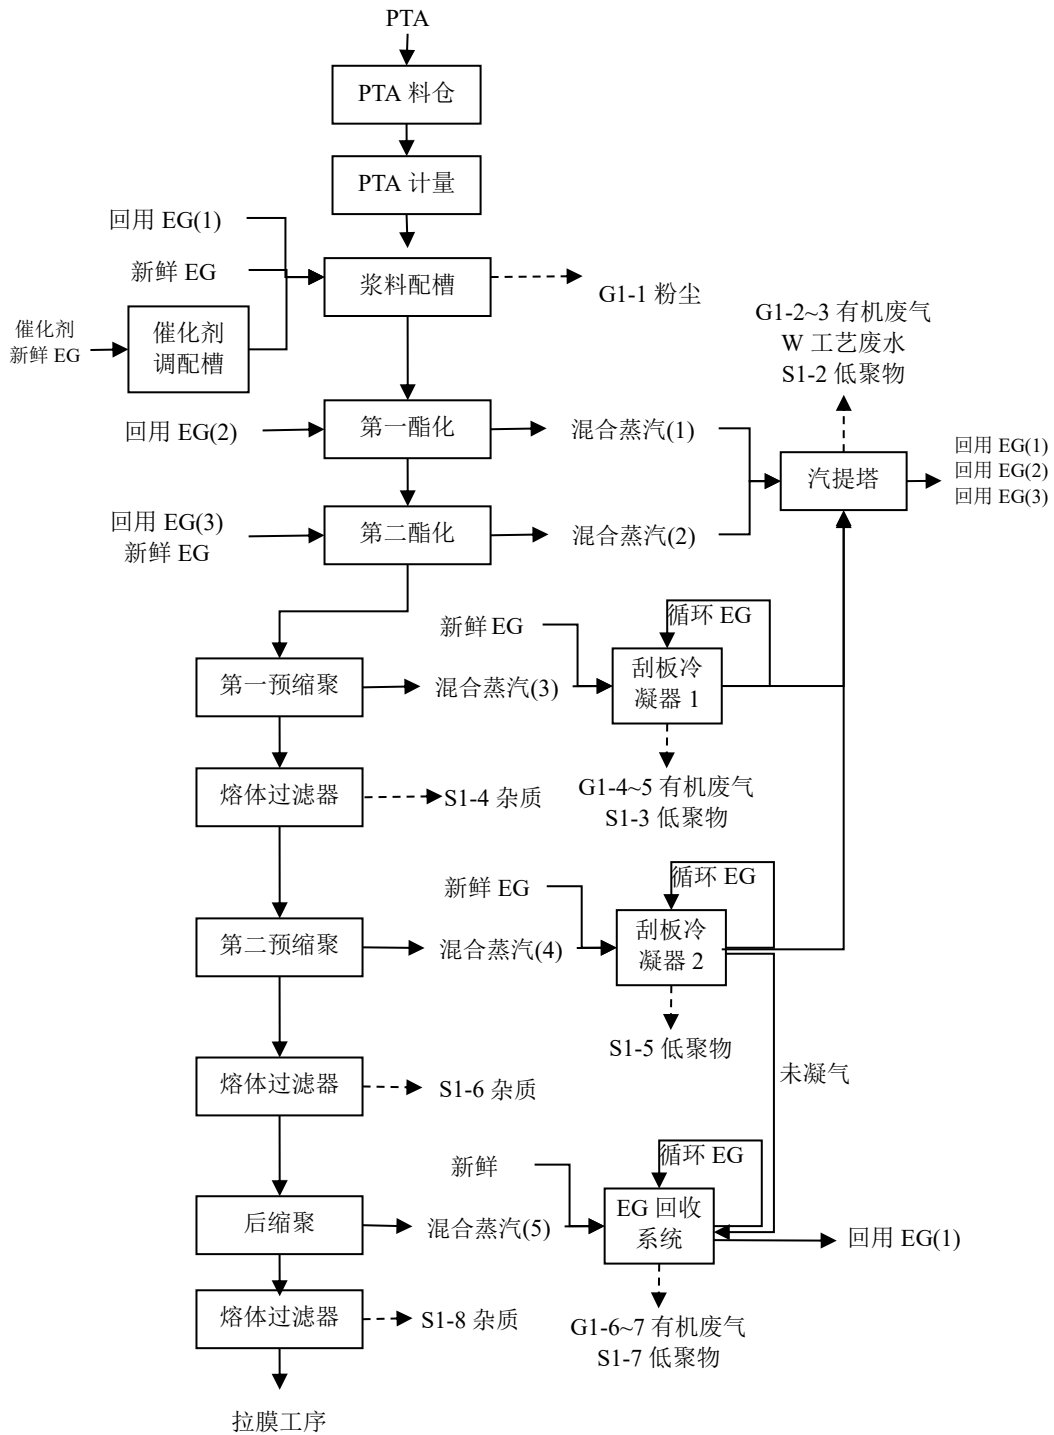 PTA
PTA 料仓
PTA 计量
回用 EG(1)
新鲜 EG
浆料配槽
G1-1 粉尘
催化剂
新鲜 EG
催化剂
调配槽
G1-2~3 有机废气
W 工艺废水
S1-2 低聚物
回用 EG(2)
第一酯化
混合蒸汽(1)
汽提塔
回用 EG(1)
回用 EG(2)
回用 EG(3)
回用 EG(3)
新鲜 EG
第二酯化
混合蒸汽(2)
新鲜 EG
循环 EG
第一预缩聚
混合蒸汽(3)
刮板冷
凝器 1
熔体过滤器
S1-4 杂质
G1-4~5 有机废气
S1-3 低聚物
新鲜 EG
循环 EG
第二预缩聚
混合蒸汽(4)
刮板冷
凝器 2
S1-5 低聚物
未凝气
熔体过滤器
S1-6 杂质
新鲜
循环 EG
后缩聚
混合蒸汽(5)
EG 回收
系统
回用 EG(1)
熔体过滤器
S1-8 杂质
G1-6~7 有机废气
S1-7 低聚物
拉膜工序